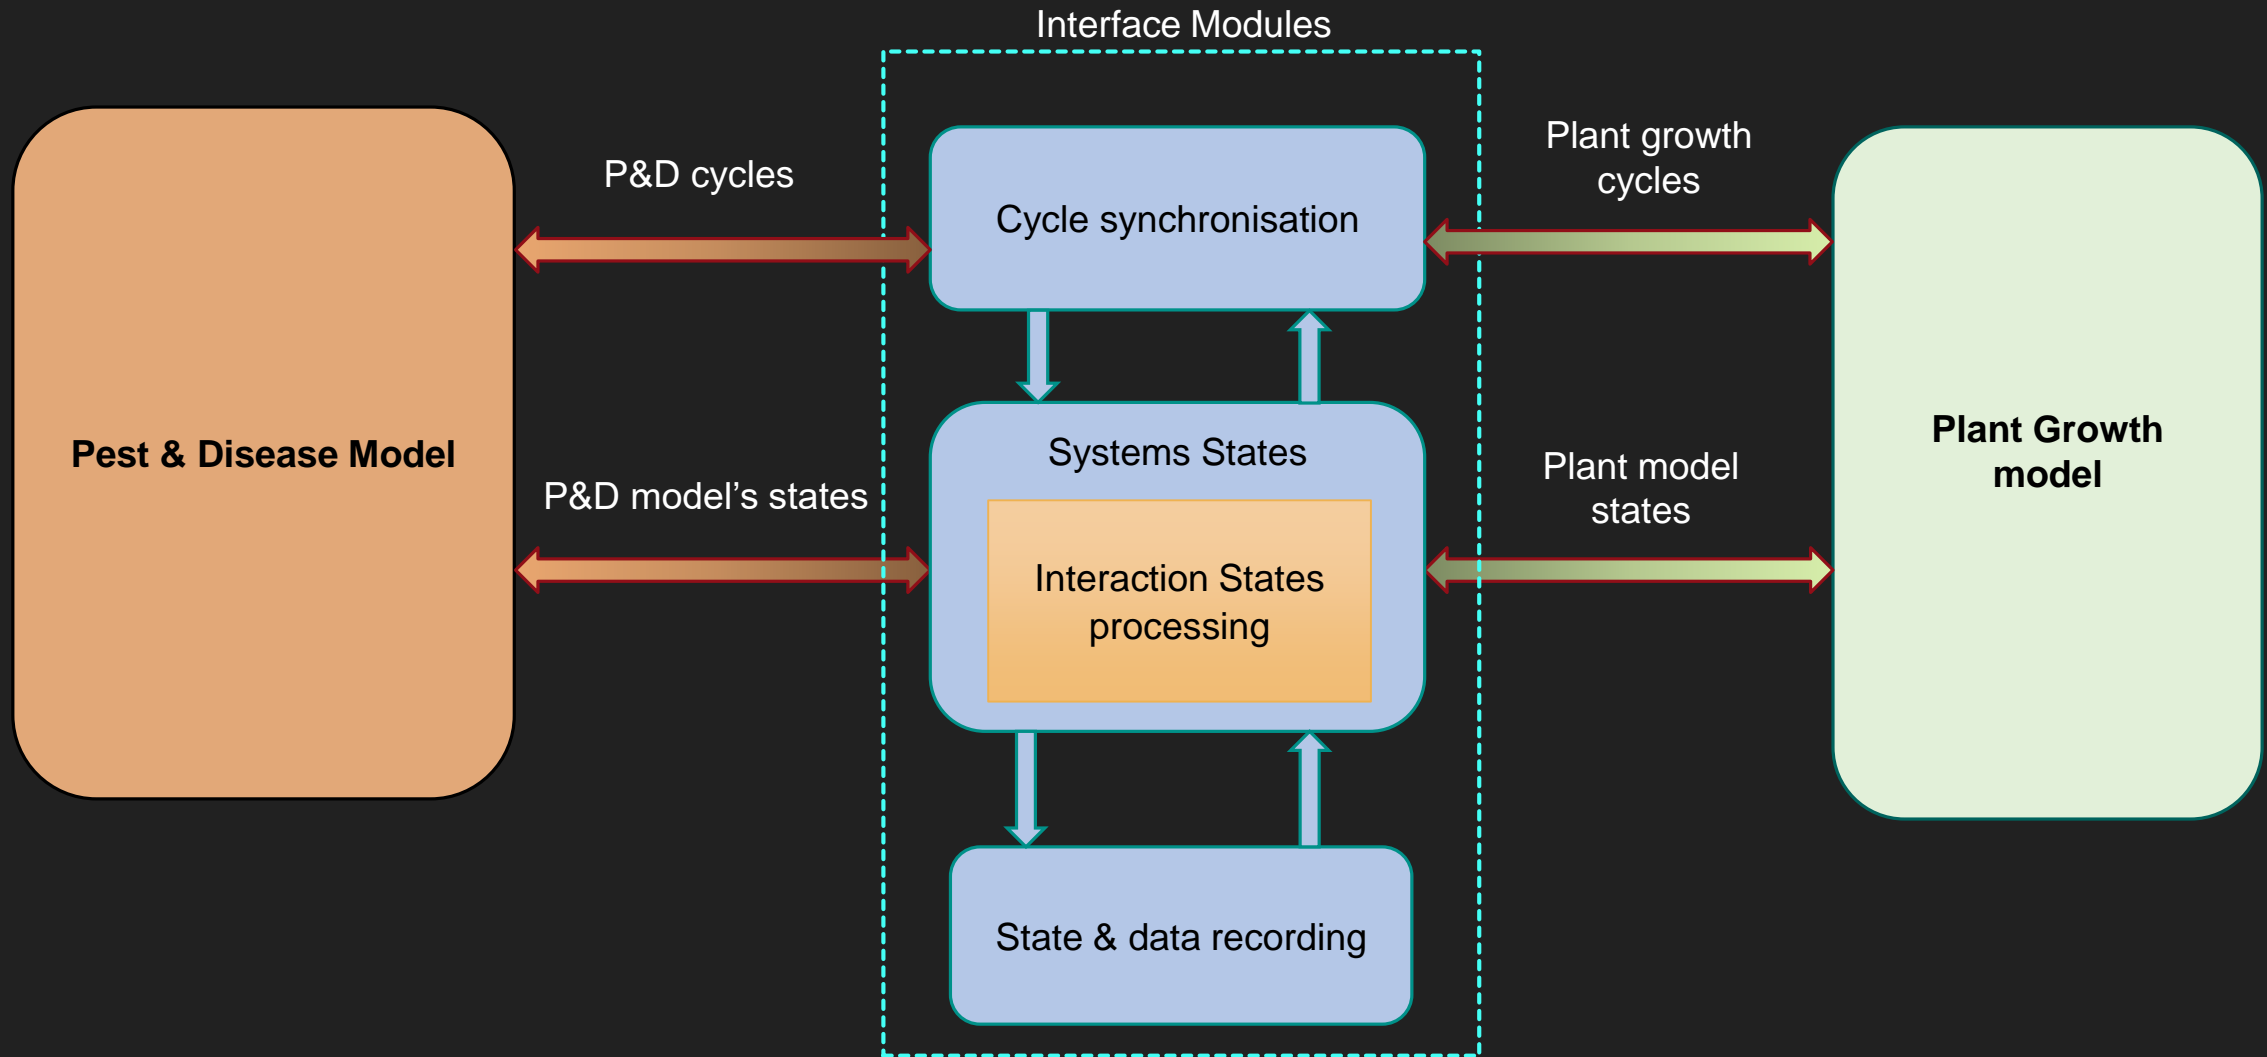 Interface Modules
Pest & Disease Model
P&D cycles
P&D model’s states
Cycle synchronisation
Systems States
Interaction States
processing
State & data recording
Plant growth
cycles
Plant model
states
Plant Growth
model